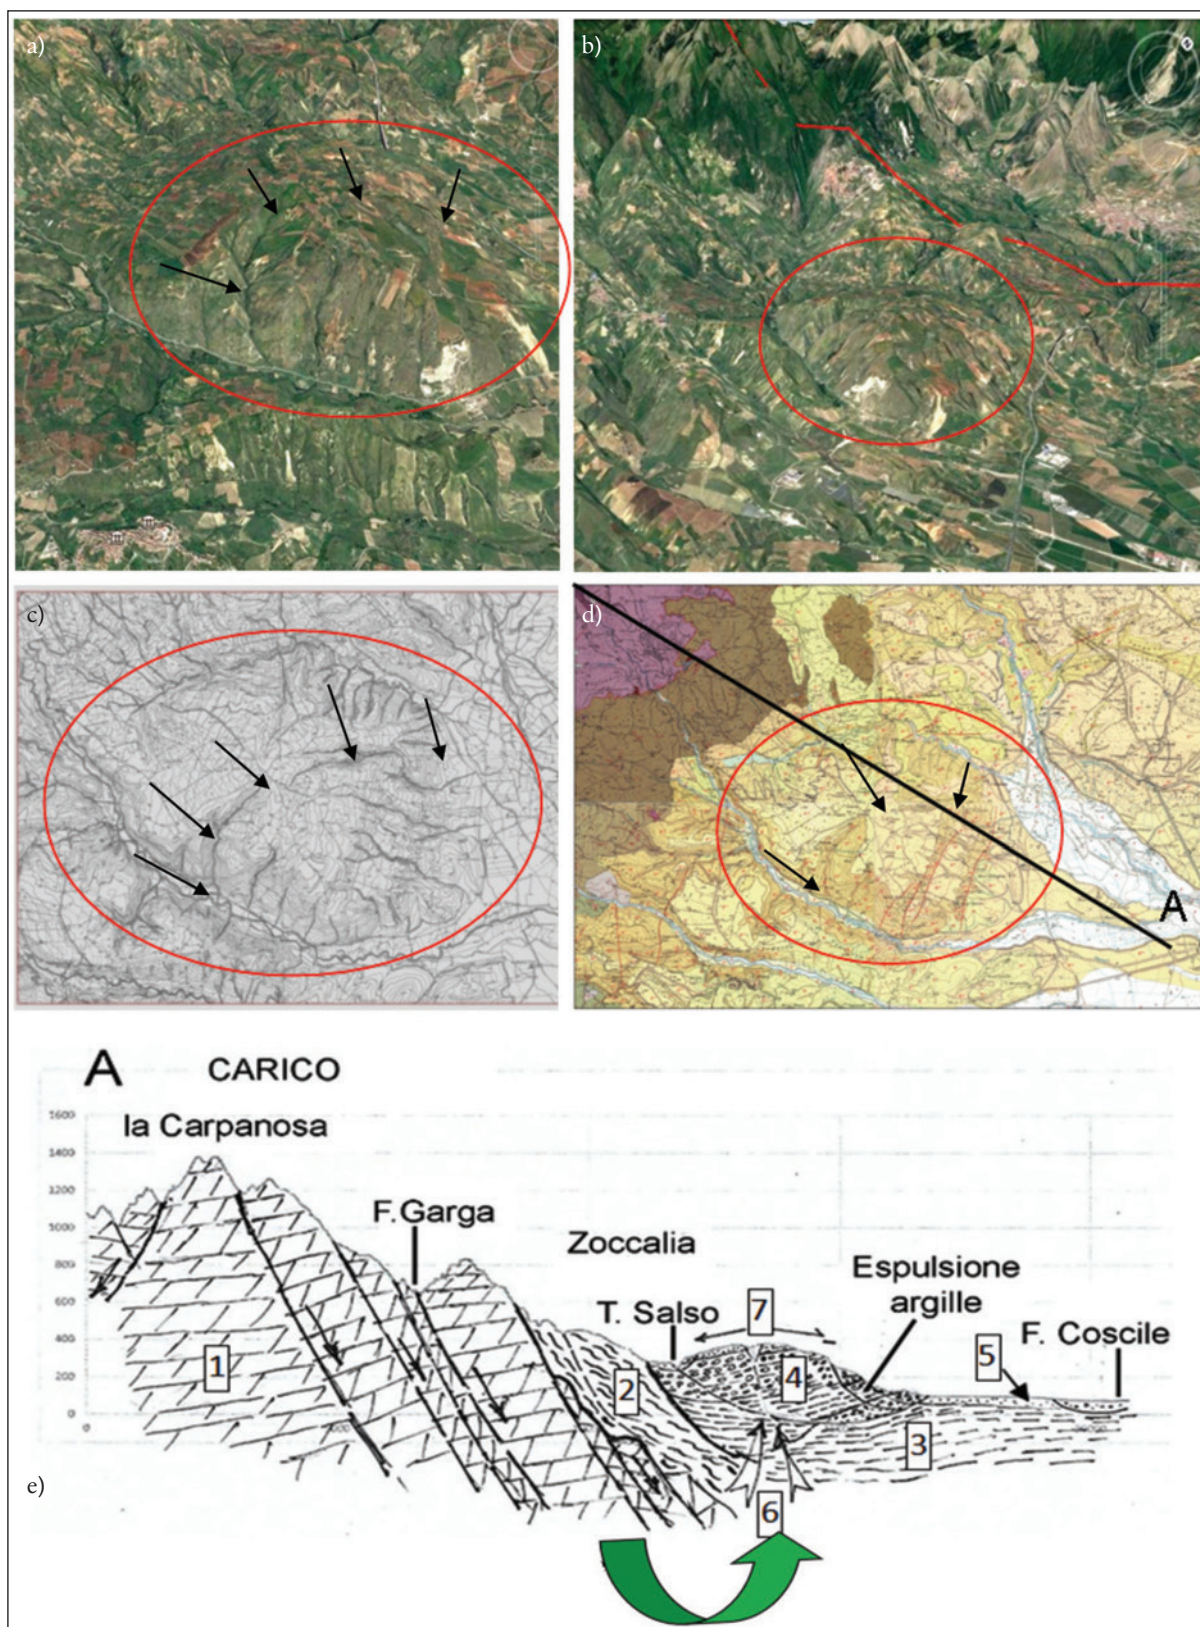 a)
b)
c)
d)
A
A
CARICO
la Carpanosa
F. Garga
Zoccalia
T. Salso
Espulsione
argille
F. Coscile
1600
1400
1200
1000
800
600
400
200
0
0
1
2
3
4
5
6
7
e)